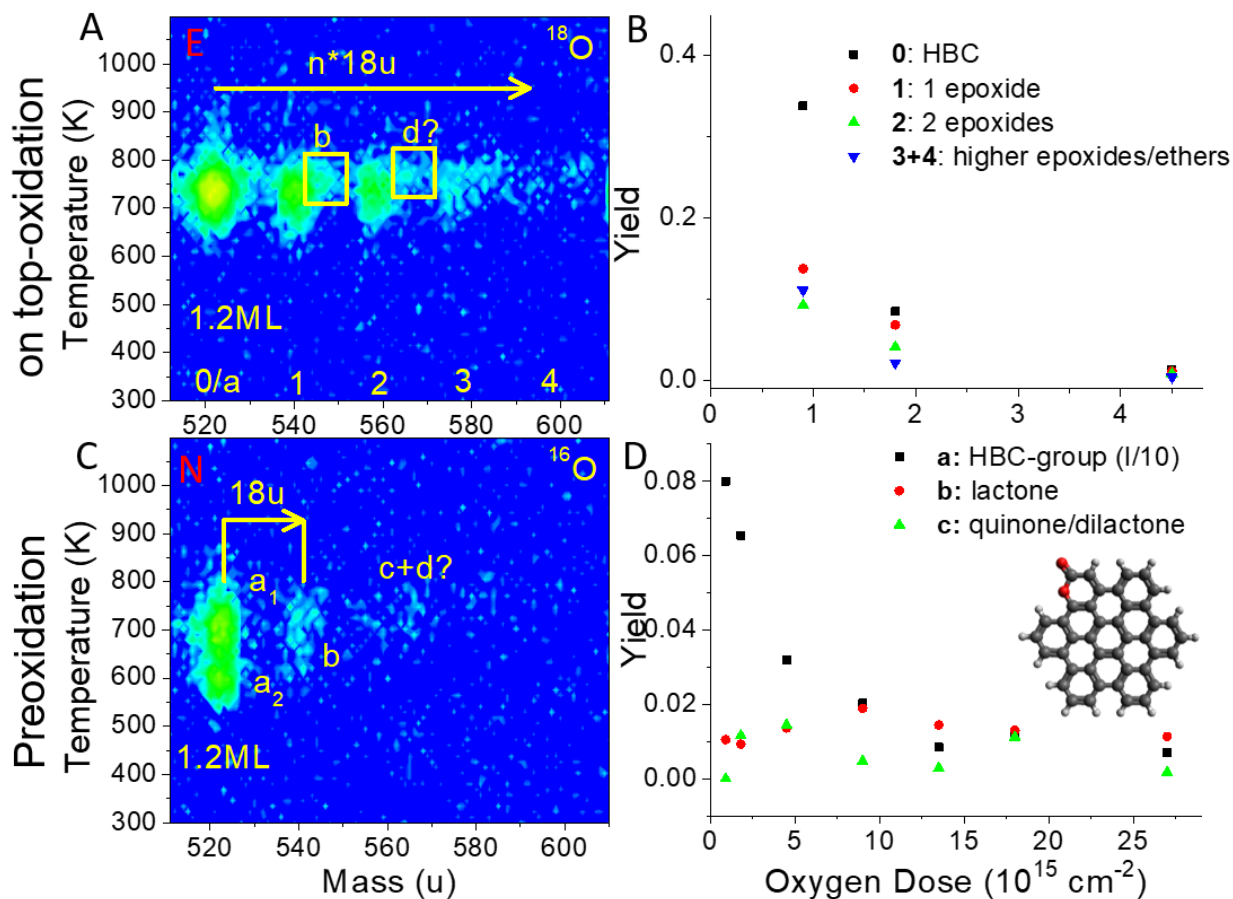 on top-oxidation
Preoxidation
A
E
¹⁸O
n*18u
b
d?
1.2ML
0/a 1 2 3 4
Temperature (K)
1000
900
800
700
600
500
400
300
520 540 560 580 600
B
0: HBC
1: 1 epoxide
2: 2 epoxides
3+4: higher epoxides/ethers
Yield
0.4
0.2
0.0
0 1 2 3 4
C
N
¹⁶O
18u
a₁
c+d?
b
a₂
1.2ML
Temperature (K)
1000
900
800
700
600
500
400
300
520 540 560 580 600
Mass (u)
D
a: HBC-group (I/10)
b: lactone
c: quinone/dilactone
Yield
0.08
0.06
0.04
0.02
0.00
0 5 10 15 20 25
Oxygen Dose (10¹⁵ cm⁻²)